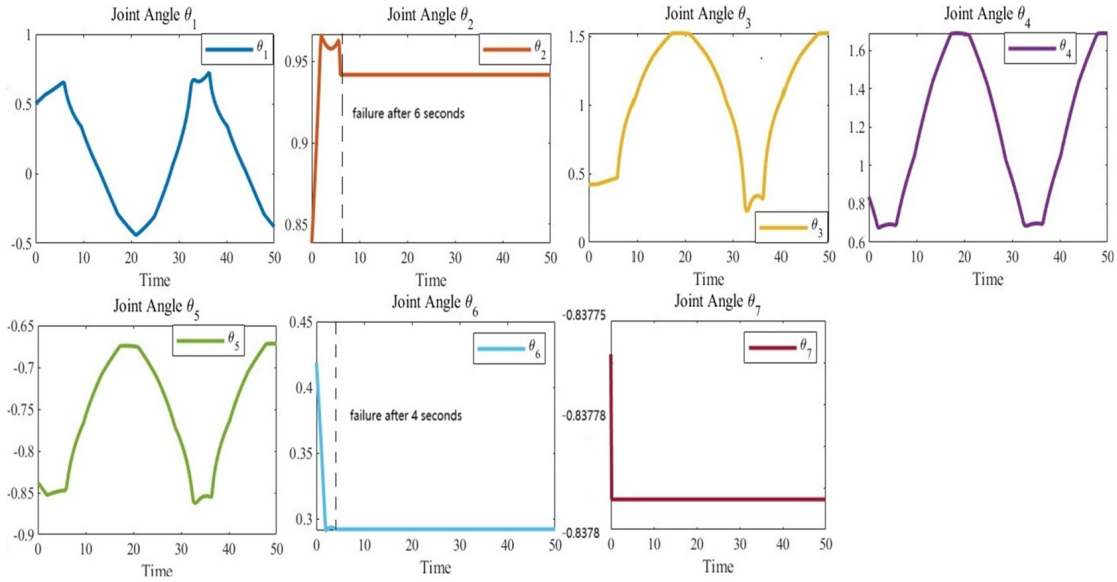 Joint Angle θ1
θ1
1
0.5
0
-0.5
0 10 20 30 40 50
Time
Joint Angle θ2
θ2
failure after 6 seconds
0.95
0.9
0.85
0 10 20 30 40 50
Time
Joint Angle θ3
1.5
1
0.5
0
θ3
0 10 20 30 40 50
Time
Joint Angle θ4
θ4
1.6
1.4
1.2
1
0.8
0.6
0 10 20 30 40 50
Time
Joint Angle θ5
θ5
-0.65
-0.7
-0.75
-0.8
-0.85
-0.9
0 10 20 30 40 50
Time
Joint Angle θ6
θ6
failure after 4 seconds
0.45
0.4
0.35
0.3
0 10 20 30 40 50
Time
Joint Angle θ7
θ7
-0.83775
-0.83778
-0.8378
0 10 20 30 40 50
Time